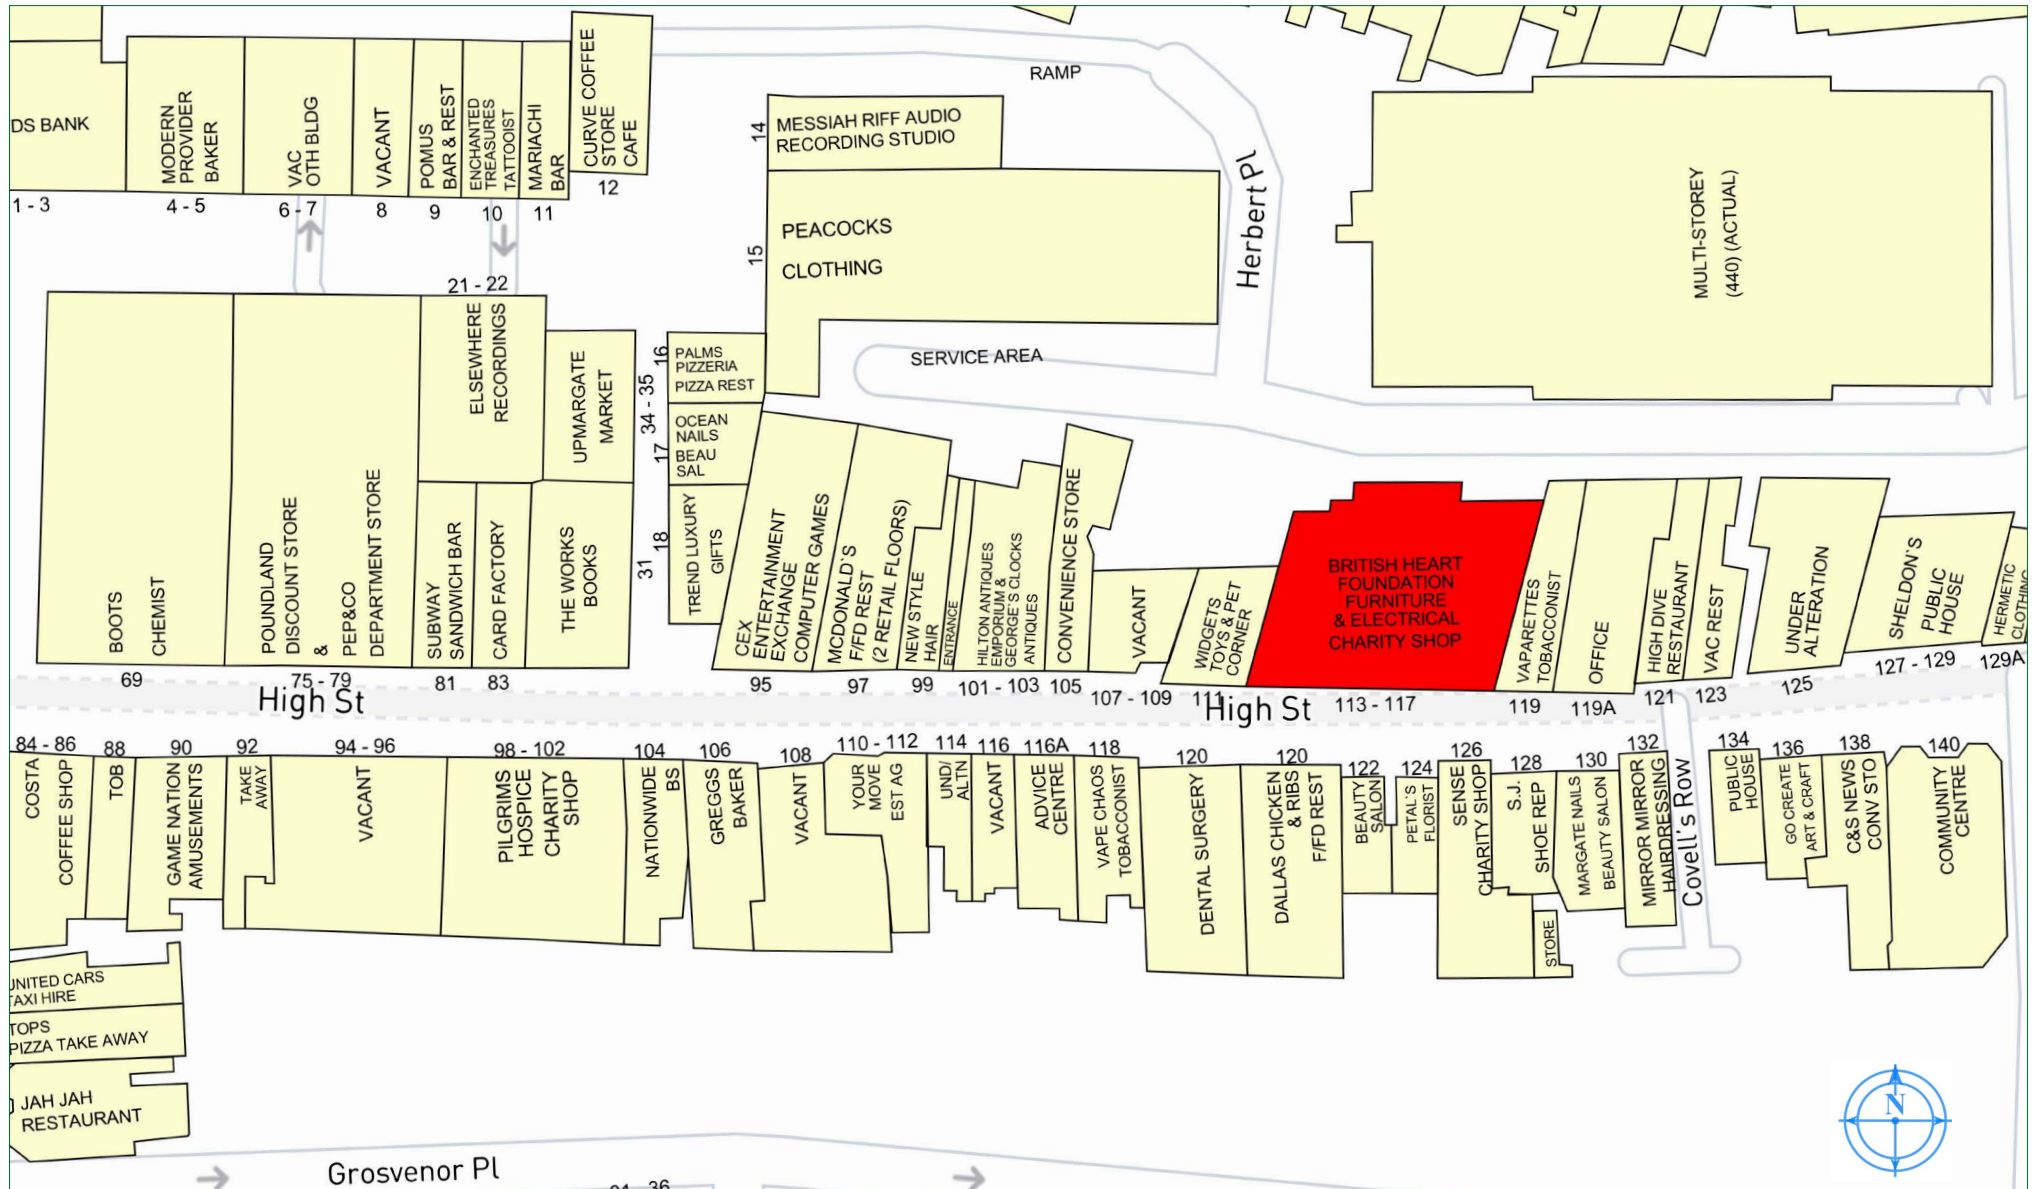 RAMP
DS BANK
1 - 3
MODERN
PROVIDER
BAKER
4 - 5
VAC
OTH BLDG
6 - 7
VACANT
8
POMUS
BAR & REST
9
ENCHANTED
TREASURES
TATTOOIST
10
MARIACHI
BAR
11
CURVE COFFEE
STORE
CAFE
12
14
MESSIAH RIFF AUDIO
RECORDING STUDIO
15
PEACOCKS
CLOTHING
Herbert Pl
MULTI-STOREY
(440) (ACTUAL)
SERVICE AREA
21 - 22
ELSEWHERE
RECORDINGS
UPMARGATE
MARKET
16
PALMS
PIZZERIA
PIZZA REST
34 - 35
17
OCEAN
NAILS
BEAU
SAL
31
18
TREND LUXURY
GIFTS
BOOTS
CHEMIST
69
POUNDLAND
DISCOUNT STORE
&
PEP&CO
DEPARTMENT STORE
75 - 79
SUBWAY
SANDWICH BAR
81
CARD FACTORY
83
THE WORKS
BOOKS
CEX
ENTERTAINMENT
EXCHANGE
COMPUTER GAMES
95
MCDONALD'S
F/FD REST
(2 RETAIL FLOORS)
97
NEW STYLE
HAIR
99
ENTRANCE
HILTON ANTIQUES
EMPORIUM &
GEORGE'S CLOCKS
ANTIQUES
101 - 103
CONVENIENCE STORE
105
VACANT
107 - 109
WIDGETS
TOYS & PET
CORNER
111
BRITISH HEART
FOUNDATION
FURNITURE
& ELECTRICAL
CHARITY SHOP
113 - 117
VAPARETTES
TOBACCONIST
119
OFFICE
119A
HIGH DIVE
RESTAURANT
121
VAC REST
123
UNDER
ALTERATION
125
SHELDON'S
PUBLIC
HOUSE
127 - 129
HERMETIC
CLOTHING
129A
High St
High St
84 - 86
COSTA
COFFEE SHOP
88
TOB
90
GAME NATION
AMUSEMENTS
92
TAKE
AWAY
94 - 96
VACANT
98 - 102
PILGRIMS
HOSPICE
CHARITY
SHOP
104
NATIONWIDE
BS
106
GREGGS
BAKER
108
VACANT
110 - 112
YOUR
MOVE
EST AG
114
UND/
ALTN
116
VACANT
116A
ADVICE
CENTRE
118
VAPE CHAOS
TOBACCONIST
120
DENTAL SURGERY
120
DALLAS CHICKEN
& RIBS
F/FD REST
122
BEAUTY
SALON
124
PETAL'S
FLORIST
126
SENSE
CHARITY SHOP
128
S.J.
SHOE REP
STORE
130
MARGATE NAILS
BEAUTY SALON
132
MIRROR MIRROR
HAIRDRESSING
Covell's Row
134
PUBLIC
HOUSE
136
GO CREATE
ART & CRAFT
138
C&S NEWS
CONV STO
140
COMMUNITY
CENTRE
UNITED CARS
TAXI HIRE
TOPS
PIZZA TAKE AWAY
JAH JAH
RESTAURANT
Grosvenor Pl
N